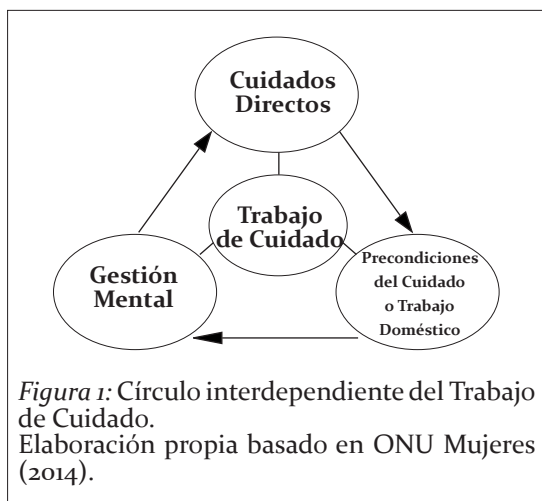 Cuidados
Directos
Trabajo
de Cuidado
Gestión
Mental
Precondiciones
del Cuidado
o Trabajo
Doméstico
Figura 1: Círculo interdependiente del Trabajo
de Cuidado.
Elaboración propia basado en ONU Mujeres
(2014).